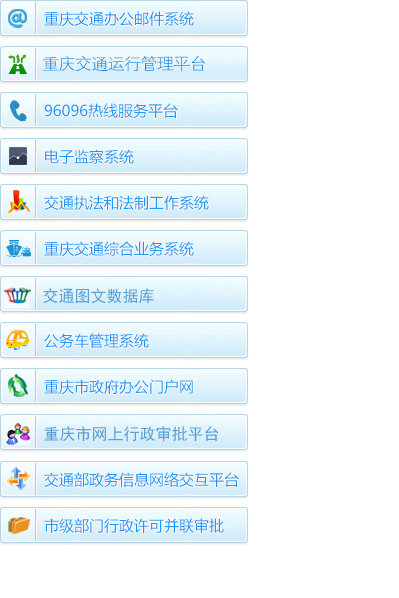 重庆交通办公邮件系统
重庆交通运行管理平台
96096热线服务平台
电子监察系统
交通执法和法制工作系统
重庆交通综合业务系统
交通图文数据库
公务车管理系统
重庆市政府办公门户网
重庆市网上行政审批平台
交通部政务信息网络交互平台
市级部门行政许可并联审批